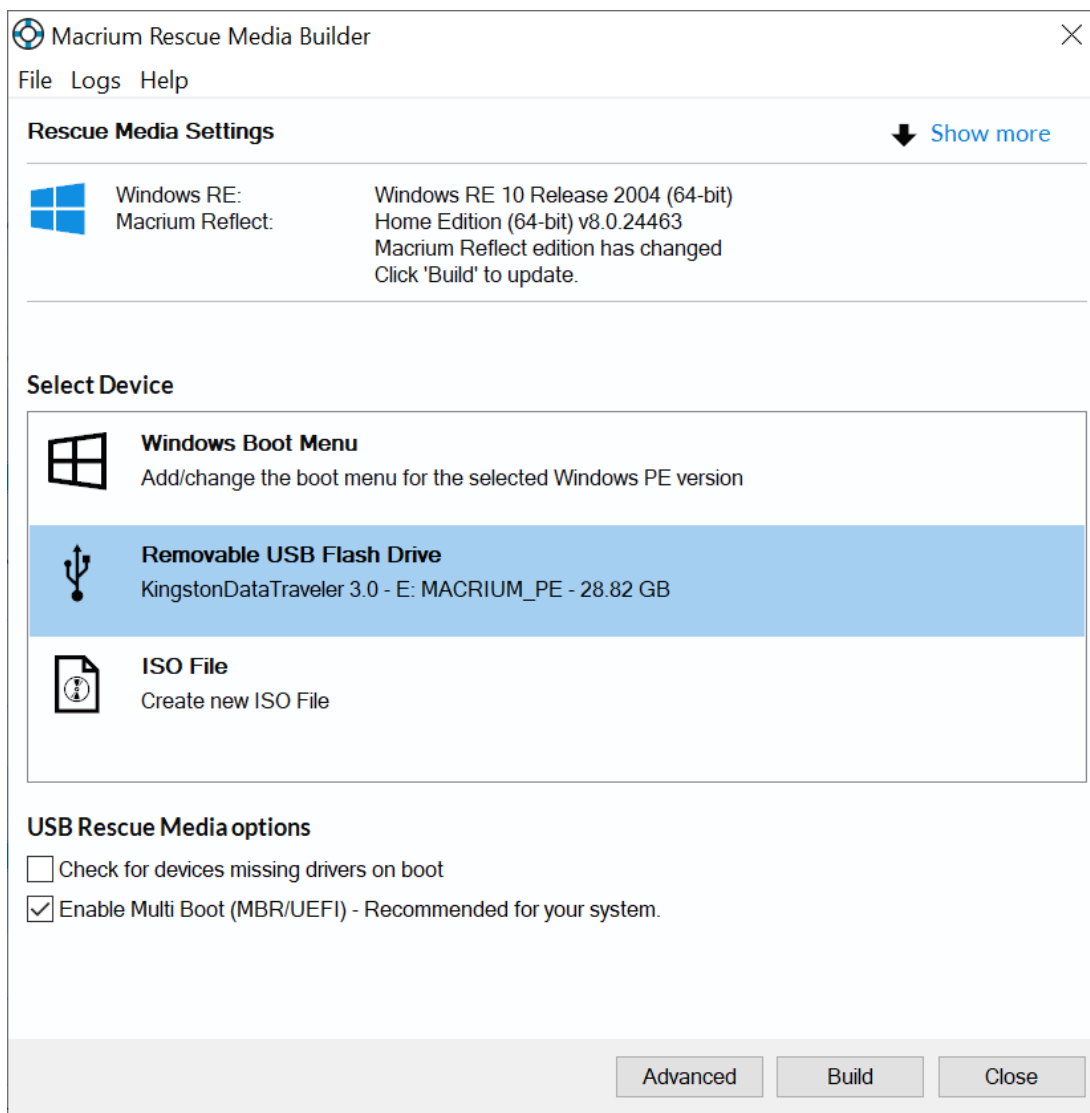 Macrium Rescue Media Builder
File Logs Help
Rescue Media Settings
Show more
Windows RE: Windows RE 10 Release 2004 (64-bit)
Macrium Reflect: Home Edition (64-bit) v8.0.24463
Macrium Reflect edition has changed
Click 'Build' to update.
Select Device
Windows Boot Menu
Add/change the boot menu for the selected Windows PE version
Removable USB Flash Drive
KingstonDataTraveler 3.0 - E: MACRIUM_PE - 28.82 GB
ISO File
Create new ISO File
USB Rescue Media options
Check for devices missing drivers on boot
Enable Multi Boot (MBR/UEFI) - Recommended for your system.
Advanced Build Close